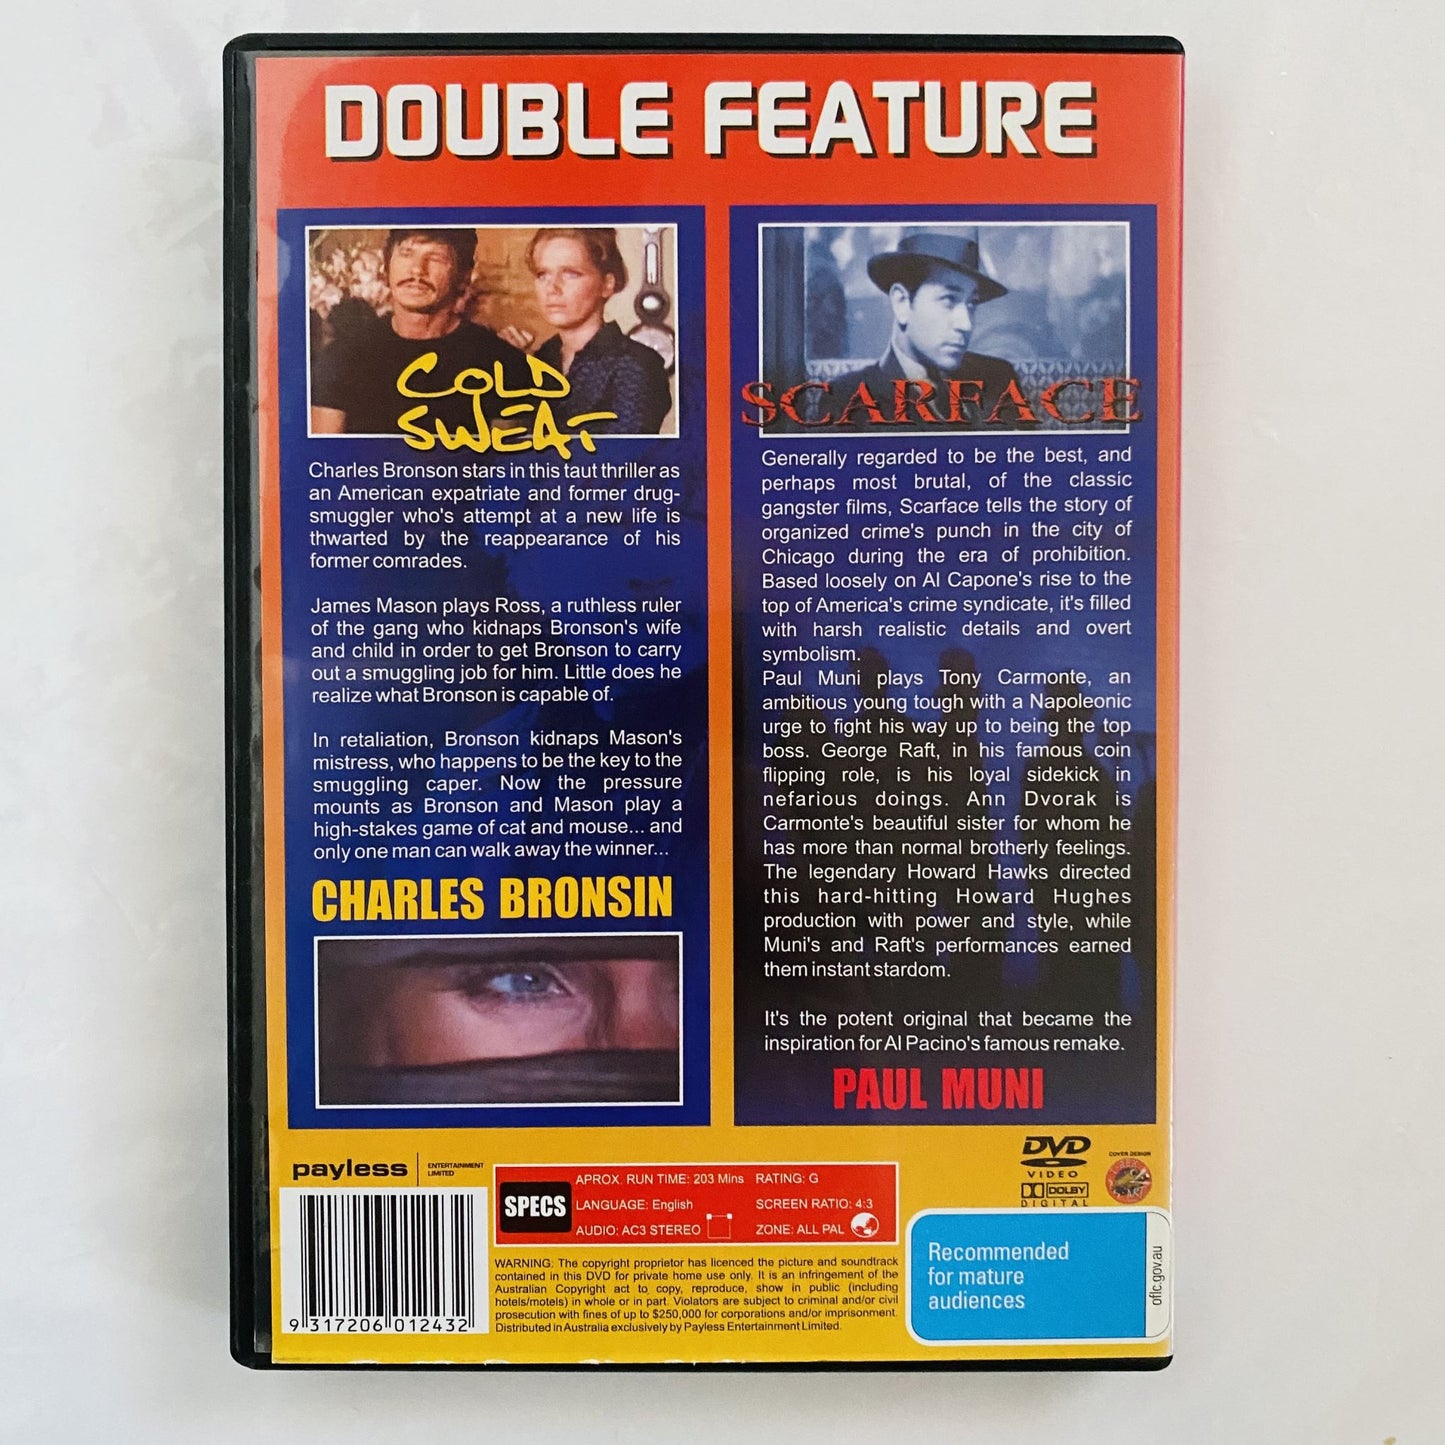 DOUBLE FEATURE
COLD
SWEAT
Charles Bronson stars in this taut thriller as
an American expatriate and former drug-
smuggler who's attempt at a new life is
thwarted by the reappearance of his
former comrades.
James Mason plays Ross, a ruthless ruler
of the gang who kidnaps Bronson's wife
and child in order to get Bronson to carry
out a smuggling job for him. Little does he
realize what Bronson is capable of.
In retaliation, Bronson kidnaps Mason's
mistress, who happens to be the key to the
smuggling caper. Now the pressure
mounts as Bronson and Mason play a
high-stakes game of cat and mouse... and
only one man can walk away the winner...
CHARLES BRONSIN
SCARFACE
Generally regarded to be the best, and
perhaps most brutal, of the classic
gangster films, Scarface tells the story of
organized crime's punch in the city of
Chicago during the era of prohibition.
Based loosely on Al Capone's rise to the
top of America's crime syndicate, it's filled
with harsh realistic details and overt
symbolism.
Paul Muni plays Tony Carmonte, an
ambitious young tough with a Napoleonic
urge to fight his way up to being the top
boss. George Raft, in his famous coin
flipping role, is his loyal sidekick in
nefarious doings. Ann Dvorak is
Carmonte's beautiful sister for whom he
has more than normal brotherly feelings.
The legendary Howard Hawks directed
this hard-hitting Howard Hughes
production with power and style, while
Muni's and Raft's performances earned
them instant stardom.
It's the potent original that became the
inspiration for Al Pacino's famous remake.
PAUL MUNI
payless
ENTERTAINMENT
LIMITED
9 317206 012432
SPECS
APROX. RUN TIME: 203 Mins RATING: G
LANGUAGE: English SCREEN RATIO: 4:3
AUDIO: AC3 STEREO ZONE: ALL PAL
WARNING: The copyright proprietor has licenced the picture and soundtrack
contained in this DVD for private home use only. It is an infringement of the
Australian Copyright act to copy, reproduce, show in public (including
hotels/motels) in whole or in part. Violators are subject to criminal and/or civil
prosecution with fines of up to $250,000 for corporations and/or imprisonment.
Distributed in Australia exclusively by Payless Entertainment Limited.
DVD
VIDEO
DOLBY
DIGITAL
COVER DESIGN
Recommended
for mature
audiences
oflc.gov.au